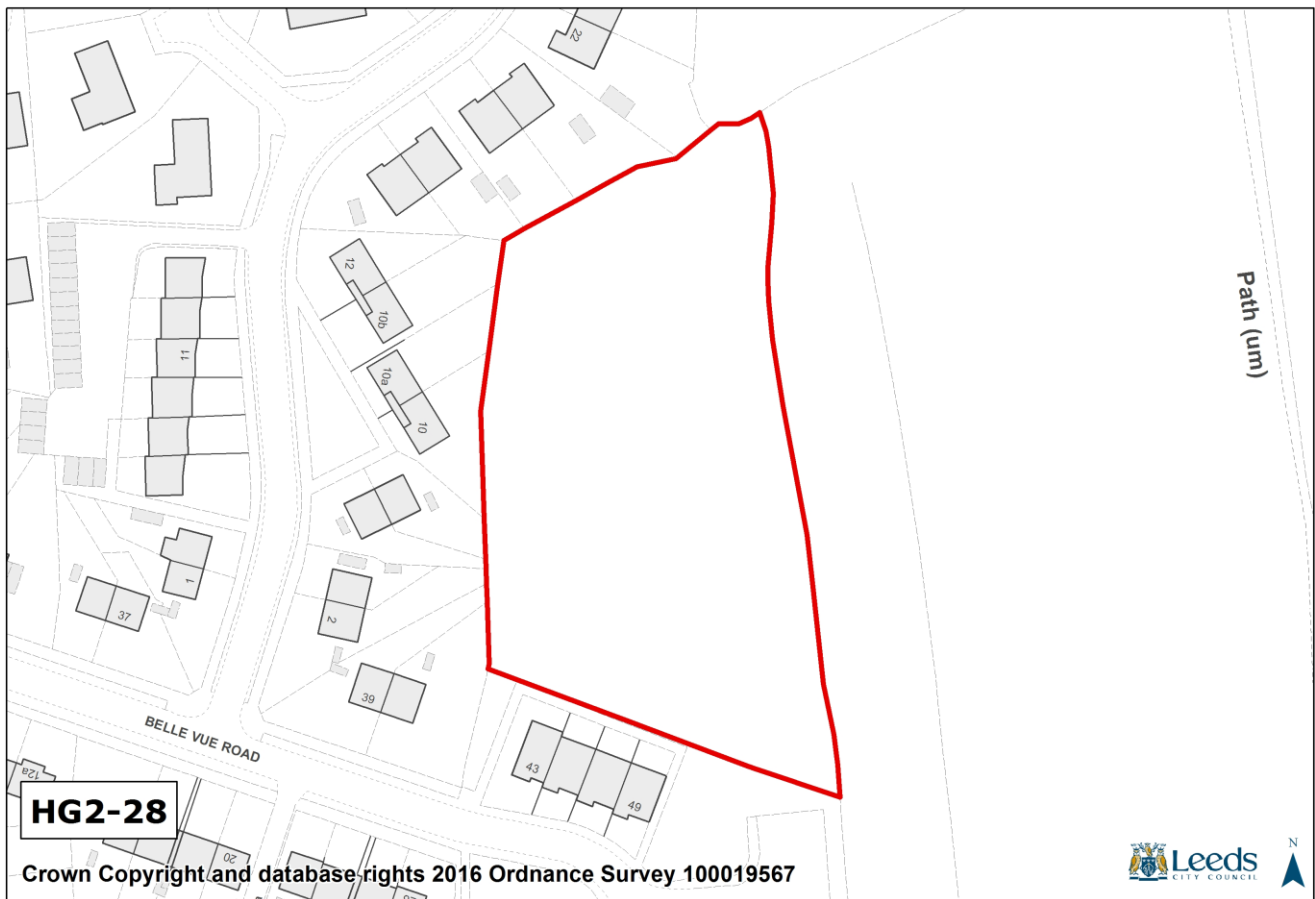 22
12
10b
11
10a
10
Path (um)
1
37
2
39
BELLE VUE ROAD
43
49
12a
HG2-28
20
Crown Copyright and database rights 2016 Ordnance Survey 100019567
Leeds
CITY COUNCIL
N